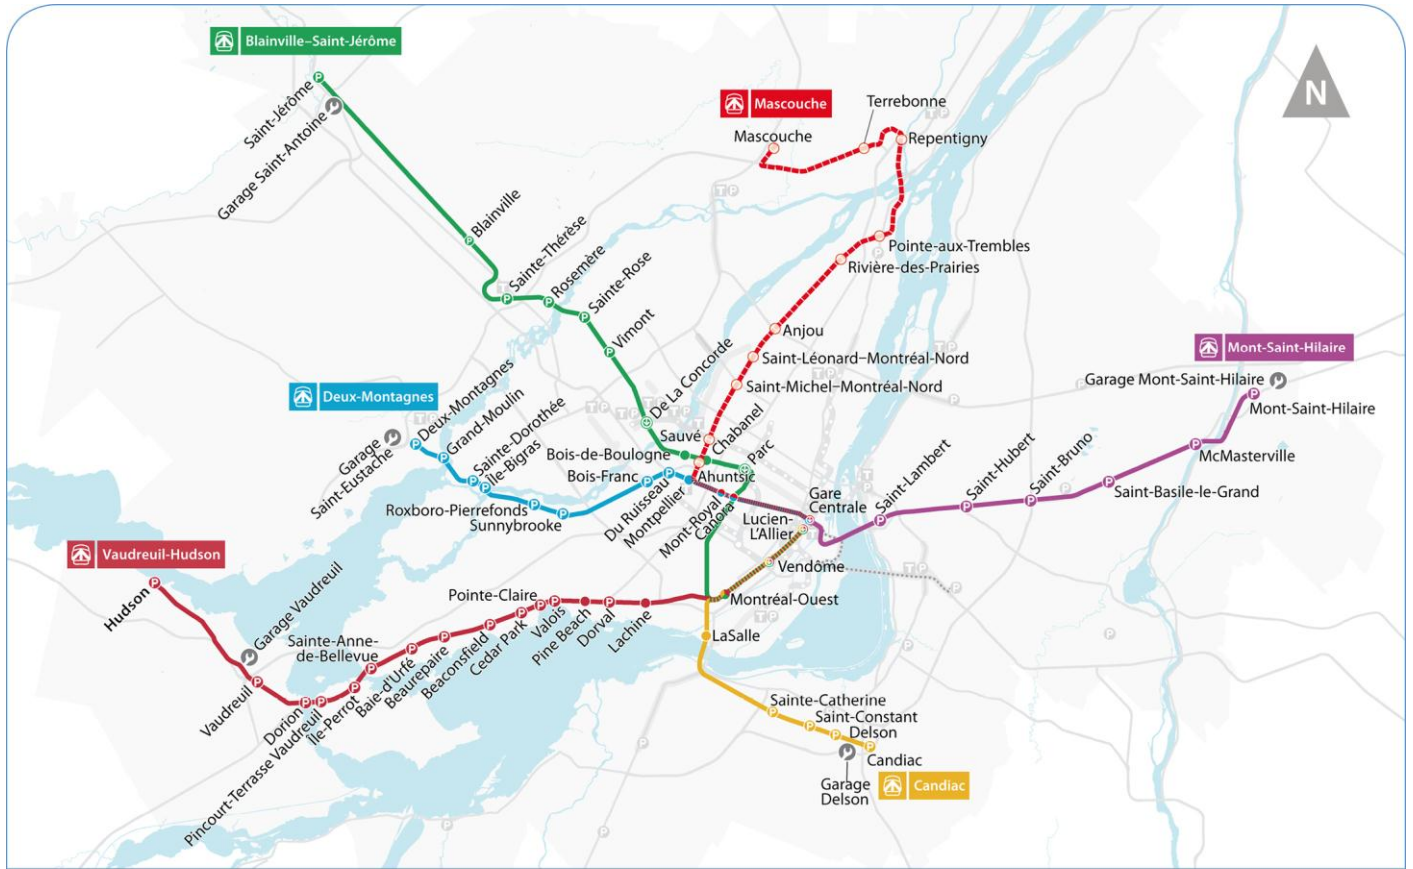 Blainville–Saint-Jérôme
N
Mascouche
Terrebonne
Mascouche
Repentigny
Saint-Jérôme
Garage Saint-Antoine
Blainville
Sainte-Thérèse
Rosemère
Sainte-Rose
Vimont
De La Concorde
Pointe-aux-Trembles
Rivière-des-Prairies
Anjou
Saint-Léonard–Montréal-Nord
Saint-Michel–Montréal-Nord
Mont-Saint-Hilaire
Garage Mont-Saint-Hilaire
Mont-Saint-Hilaire
McMasterville
Saint-Basile-le-Grand
Saint-Bruno
Saint-Hubert
Saint-Lambert
Deux-Montagnes
Deux-Montagnes
Grand-Moulin
Sainte-Dorothée
Île-Bigras
Garage
Saint-Eustache
Roxboro-Pierrefonds
Sunnybrooke
Sauvé
Chabanel
Parc
Bois-de-Boulogne
Bois-Franc
Ahuntsic
Du Ruisseau
Montpellier
Mont-Royal
Canora
Gare
Centrale
Lucien-
L'Allier
Vendôme
Montréal-Ouest
LaSalle
Vaudreuil-Hudson
Hudson
Garage Vaudreuil
Vaudreuil
Dorion
Pincourt-Terrasse Vaudreuil
Île-Perrot
Sainte-Anne-
de-Bellevue
Baie-d'Urfé
Beaurepaire
Beaconsfield
Cedar Park
Pointe-Claire
Valois
Pine Beach
Dorval
Lachine
Sainte-Catherine
Saint-Constant
Delson
Candiac
Garage
Delson
Candiac